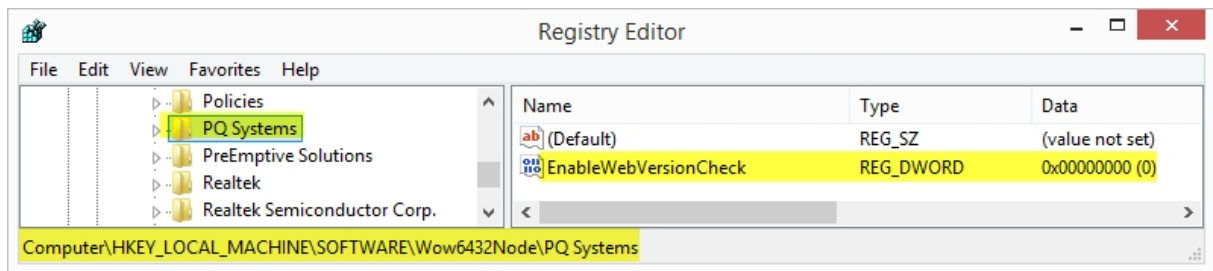 Registry Editor
File Edit View Favorites Help
Policies
PQ Systems
PreEmptive Solutions
Realtek
Realtek Semiconductor Corp.
Name Type Data
ab (Default) REG_SZ (value not set)
EnableWebVersionCheck REG_DWORD 0x00000000 (0)
Computer\HKEY_LOCAL_MACHINE\SOFTWARE\Wow6432Node\PQ Systems